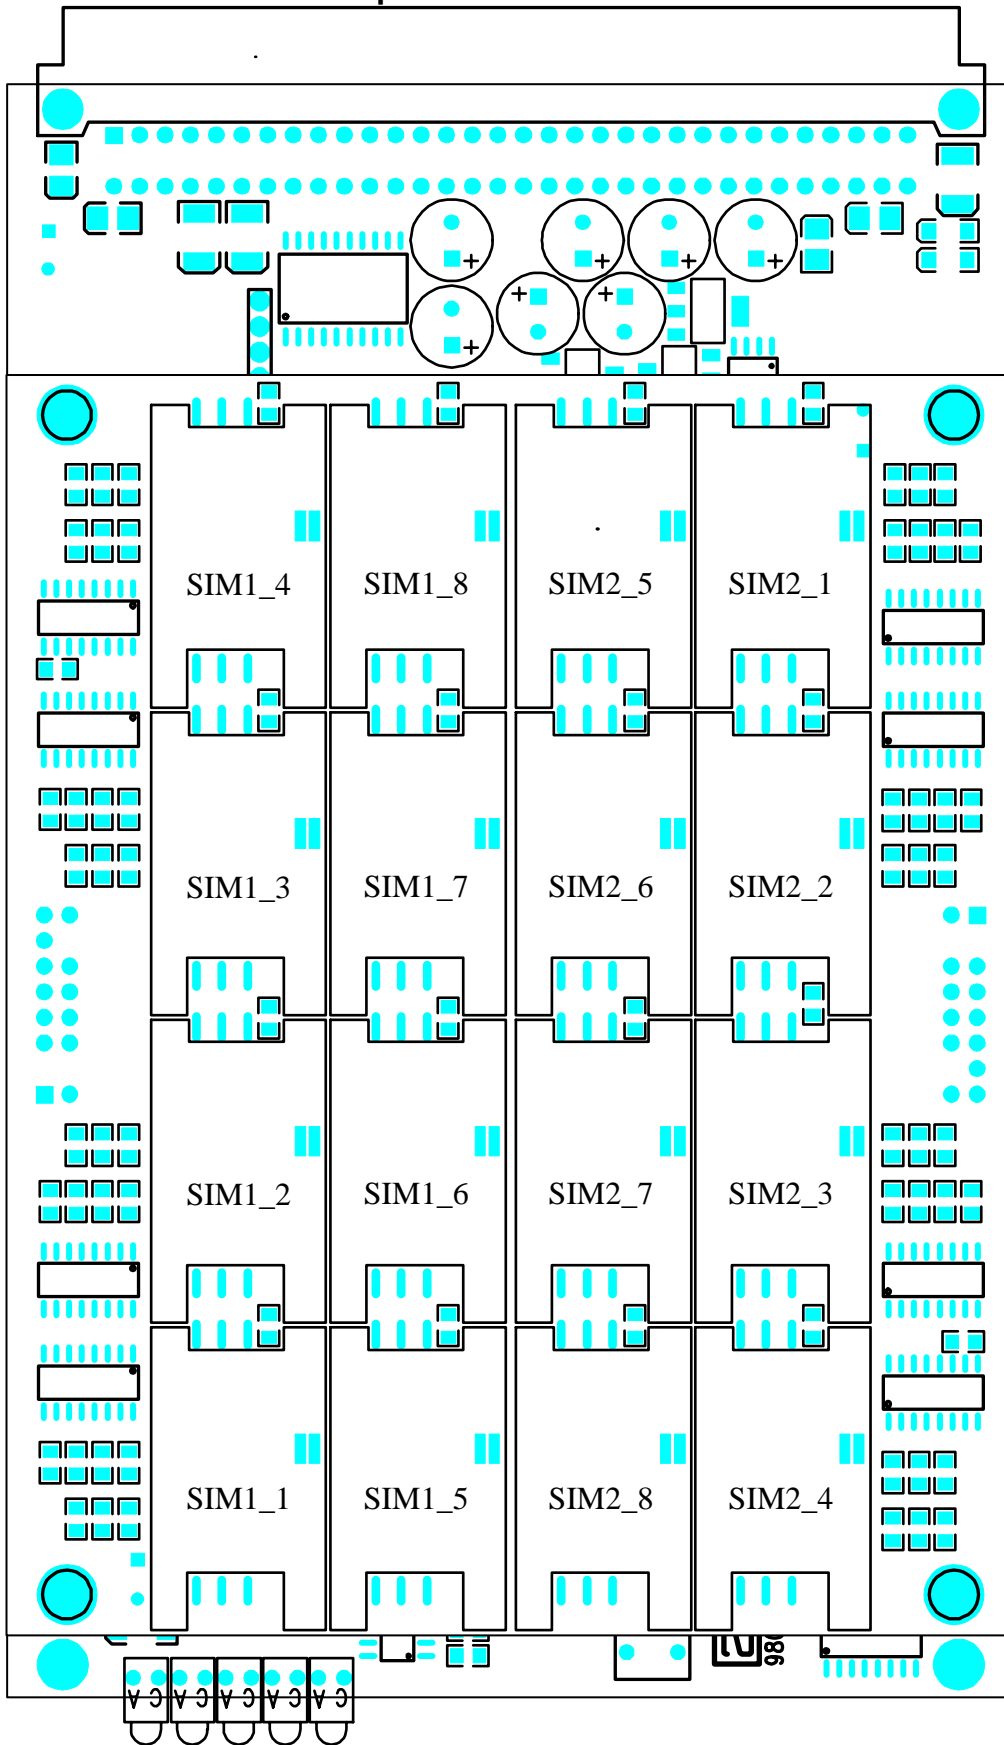 SIM1_4 SIM1_8 SIM2_5 SIM2_1
SIM1_3 SIM1_7 SIM2_6 SIM2_2
SIM1_2 SIM1_6 SIM2_7 SIM2_3
SIM1_1 SIM1_5 SIM2_8 SIM2_4
A C A C A C A C A C